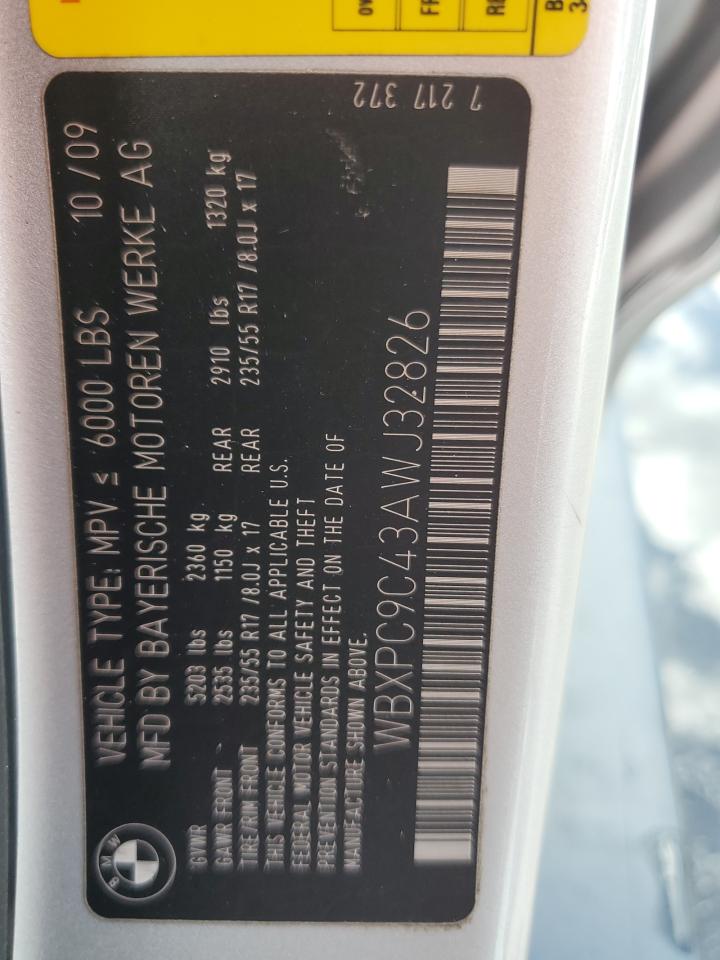 BMW
VEHICLE TYPE: MPV ≤ 6000 LBS 10 /09
MFD BY BAYERISCHE MOTOREN WERKE AG
GVWR 5203 lbs 2360 kg
GAWR FRONT - 2535 lbs 1150 kg REAR 2910 lbs 1320 kg
TIRE/RIM FRONT 235/55 R17 /8.0J x 17 REAR 235/55 R17 /8.0J x 17
THIS VEHICLE CONFORMS TO ALL APPLICABLE U.S.
FEDERAL MOTOR VEHICLE SAFETY AND THEFT
PREVENTION STANDARDS IN EFFECT ON THE DATE OF
MANUFACTURE SHOWN ABOVE.
WBXPC9C43AWJ32826
7 217 372